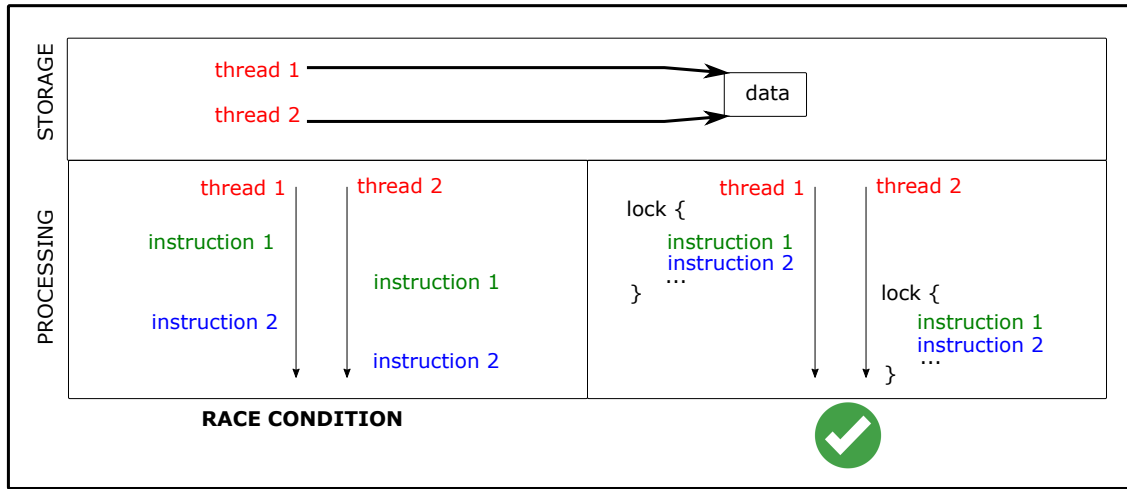 STORAGE
thread 1
thread 2
data
PROCESSING
thread 1
thread 2
instruction 1
instruction 1
instruction 2
instruction 2
RACE CONDITION
thread 1
thread 2
lock {
instruction 1
instruction 2
...
}
lock {
instruction 1
instruction 2
...
}